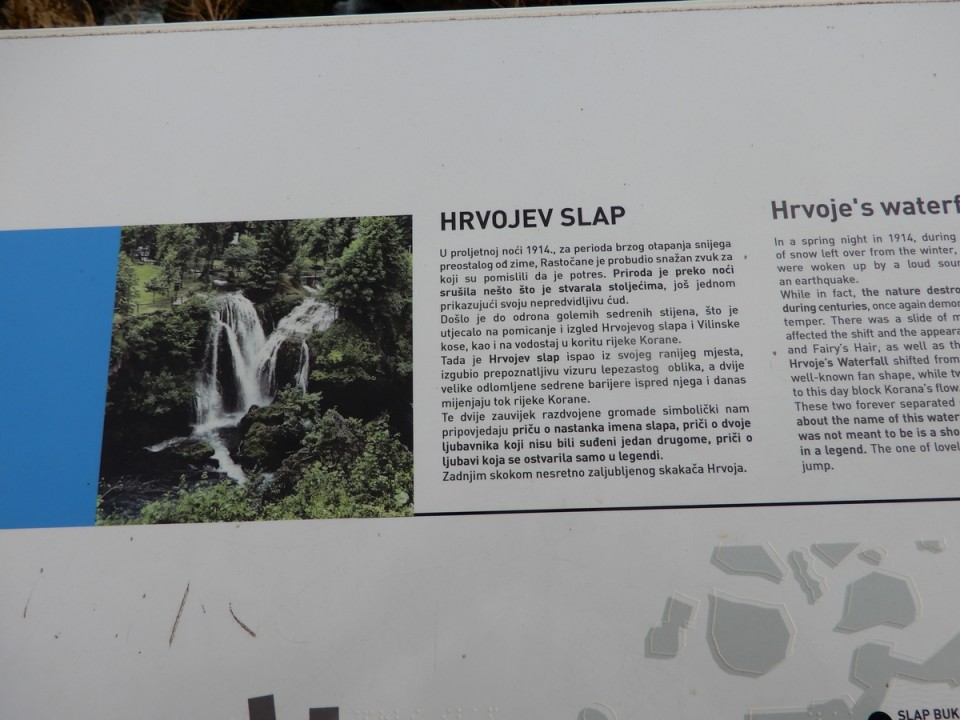 HRVOJEV SLAP
U proljetnoj noći 1914., za perioda brzog otapanja snijega
preostalog od zime, Rastočane je probudio snažan zvuk za
koji su pomislili da je potres. Priroda je preko noći
srušila nešto što je stvarala stoljećima, još jednom
prikazujući svoju nepredvidljivu ćud.
Došlo je do odrona golemih sedrenih stijena, što je
utjecalo na pomicanje i izgled Hrvojevog slapa i Vilinske
kose, kao i na vodostaj u koritu rijeke Korane.
Tada je Hrvojev slap ispao iz svojeg ranijeg mjesta,
izgubio prepoznatljivu vizuru lepezastog oblika, a dvije
velike odlomljene sedrene barijere ispred njega i danas
mijenjaju tok rijeke Korane.
Te dvije zauvijek razdvojene gromade simbolički nam
pripovjedaju priču o nastanka imena slapa, priči o dvoje
ljubavnika koji nisu bili suđeni jedan drugome, priči o
ljubavi koja se ostvarila samo u legendi.
Zadnjim skokom nesretno zaljubljenog skakača Hrvoja.
Hrvoje's waterf
In a spring night in 1914, during
of snow left over from the winter,
were woken up by a loud soun
an earthquake.
While in fact, the nature destro
during centuries, once again demon
temper. There was a slide of m
affected the shift and the appeara
and Fairy's Hair, as well as th
Hrvoje's Waterfall shifted from
well-known fan shape, while tw
to this day block Korana's flow.
These two forever separated
about the name of this water
was not meant to be is a sho
in a legend. The one of lovel
jump.
SLAP BUK